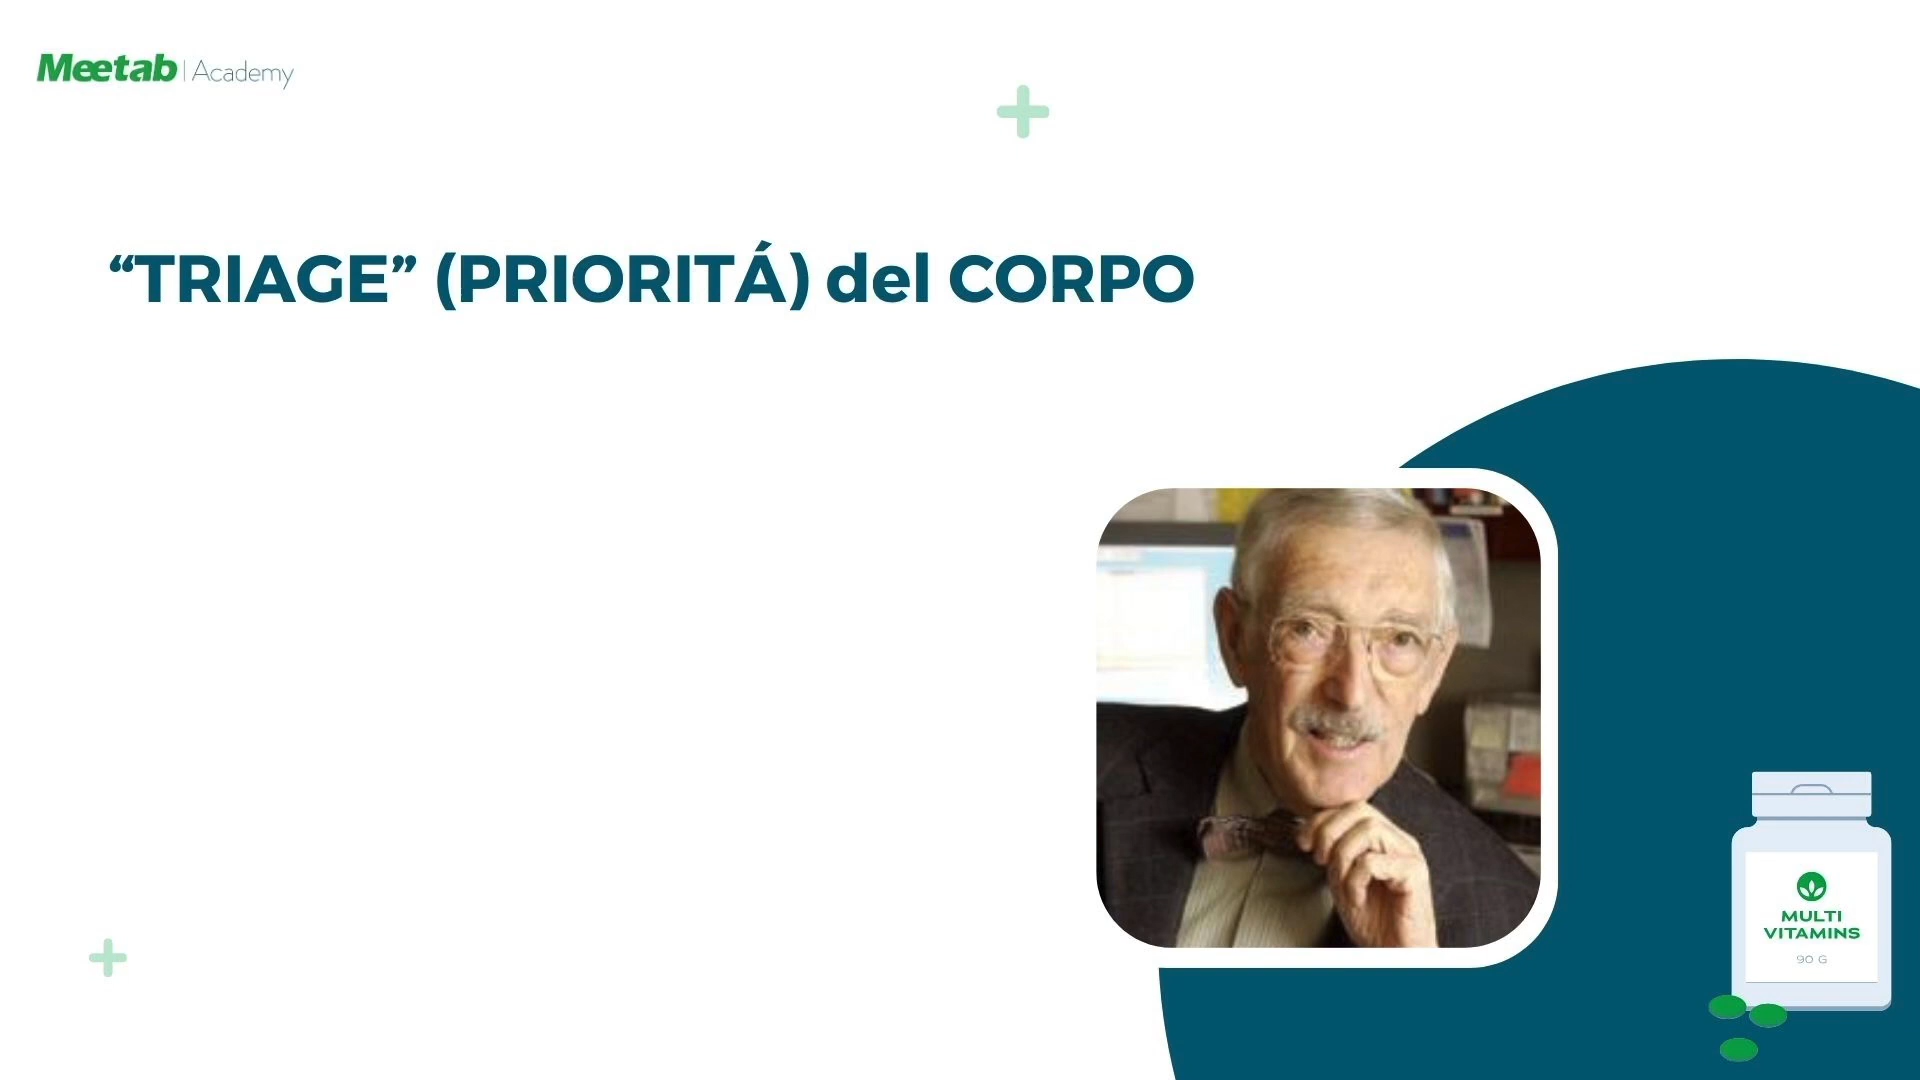 Meetab | Academy
“TRIAGE” (PRIORITÁ) del CORPO
MULTI
VITAMINS
90 G